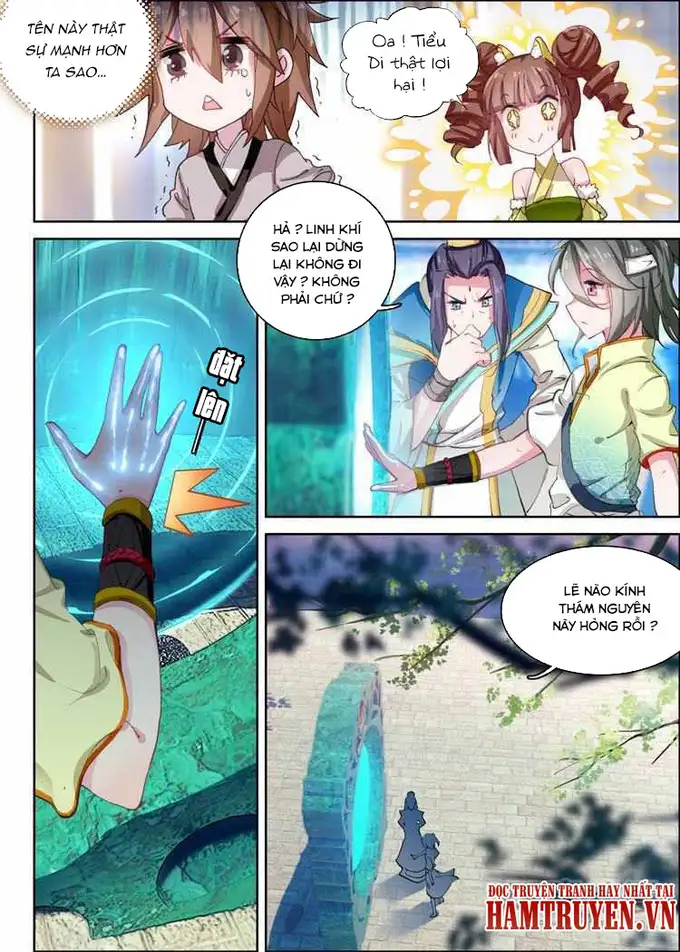 TÊN NÀY THẬT
SỰ MẠNH HƠN
TA SAO...
Oa ! Tiểu
Di thật lợi
hại !
HẢ ? LINH KHÍ
SAO LẠI DỪNG
LẠI KHÔNG ĐI
VẬY ? KHÔNG
PHẢI CHỨ ?
đặt
lên
LẼ NÀO KÍNH
THÁM NGUYÊN
NÀY HỎNG RỒI ?
ĐỌC TRUYỆN TRANH HAY NHẤT TẠI
HAMTRUYEN.VN